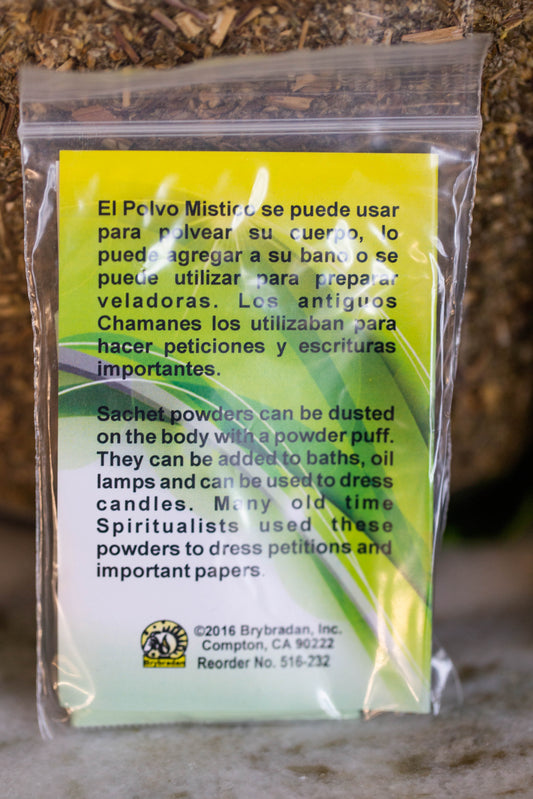 El Polvo Mistico se puede usar
para polvear su cuerpo, lo
puede agregar a su bano o se
puede utilizar para preparar
veladoras. Los antiguos
Chamanes los utilizaban para
hacer peticiones y escrituras
importantes.
Sachet powders can be dusted
on the body with a powder puff.
They can be added to baths, oil
lamps and can be used to dress
candles. Many old time
Spiritualists used these
powders to dress petitions and
important papers.
©2016 Brybradan, Inc.
Compton, CA 90222
Reorder No. 516-232
Brybradan